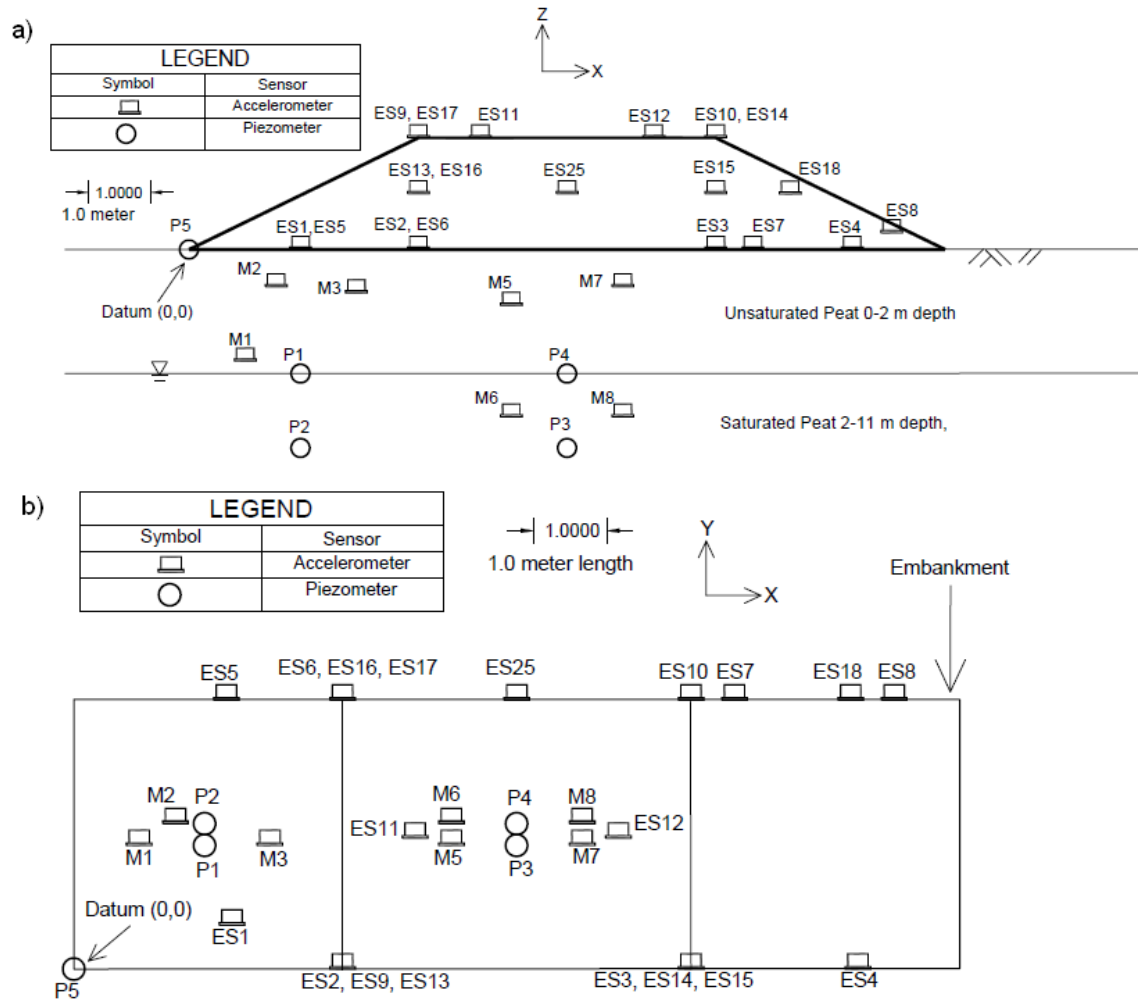 a)
Z
X
LEGEND
Symbol Sensor
Accelerometer
Piezometer
ES9, ES17 ES11 ES12 ES10, ES14
ES13, ES16 ES25 ES15 ES18
1.0000
1.0 meter
P5 ES1,ES5 ES2, ES6 ES3 ES7 ES4 ES8
M2 M3 M5 M7
Datum (0,0)
Unsaturated Peat 0-2 m depth
M1 P1 P4
M6 M8
P2 P3
Saturated Peat 2-11 m depth,
b)
LEGEND
Symbol Sensor
Accelerometer
Piezometer
1.0000
1.0 meter length
Y
X
Embankment
ES5 ES6, ES16, ES17 ES25 ES10 ES7 ES18 ES8
M2 P2 M6 P4 M8
ES11 ES12
M1 P1 M3 M5 P3 M7
Datum (0,0)
ES1
P5 ES2, ES9, ES13 ES3, ES14, ES15 ES4